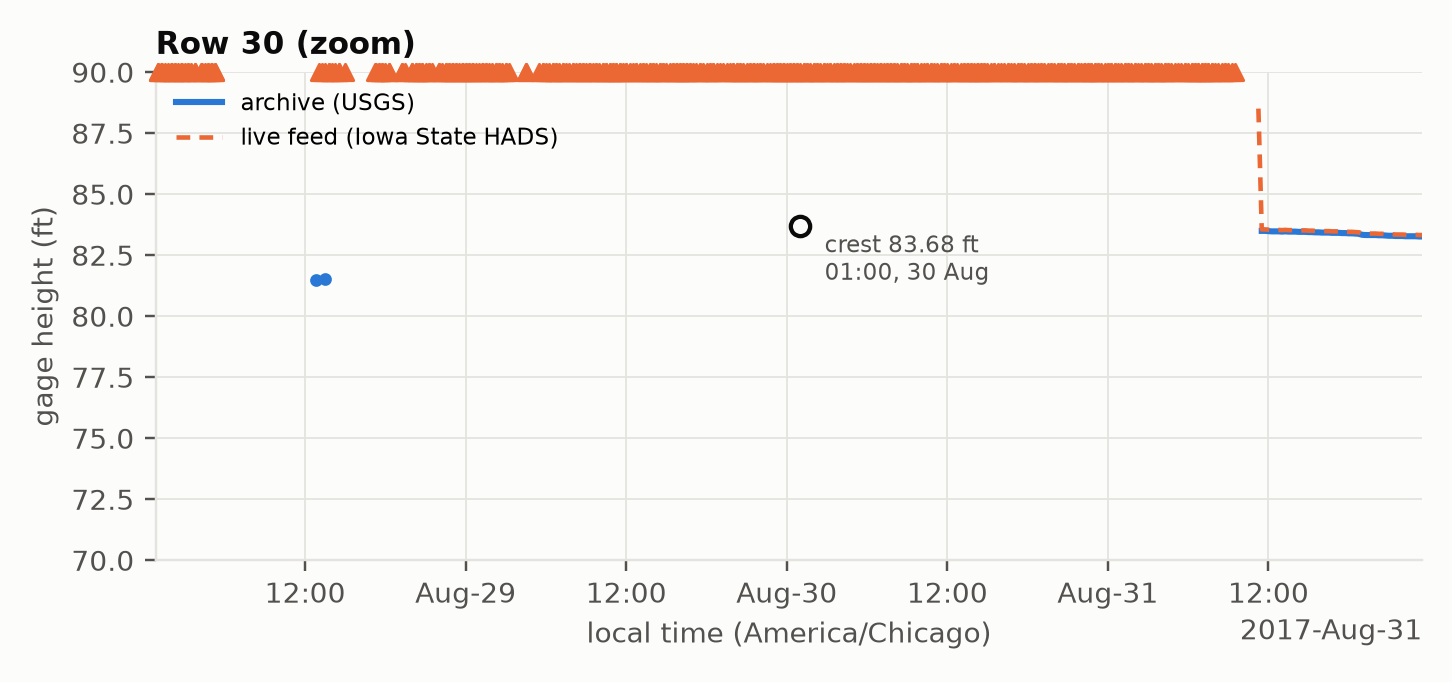 Row 30 (zoom)
90.0
87.5
85.0
82.5
80.0
77.5
75.0
72.5
70.0
gage height (ft)
archive (USGS)
live feed (Iowa State HADS)
crest 83.68 ft
01:00, 30 Aug
12:00 Aug-29 12:00 Aug-30 12:00 Aug-31 12:00
2017-Aug-31
local time (America/Chicago)